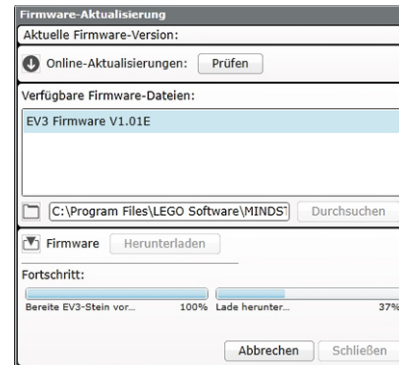 Firmware-Aktualisierung
Aktuelle Firmware-Version:
Online-Aktualisierungen: Prüfen
Verfügbare Firmware-Dateien:
EV3 Firmware V1.01E
C:\Program Files\LEGO Software\MINDST Durchsuchen
Firmware Herunterladen
Fortschritt:
Bereite EV3-Stein vor... 100% Lade herunter... 37%
Abbrechen Schließen